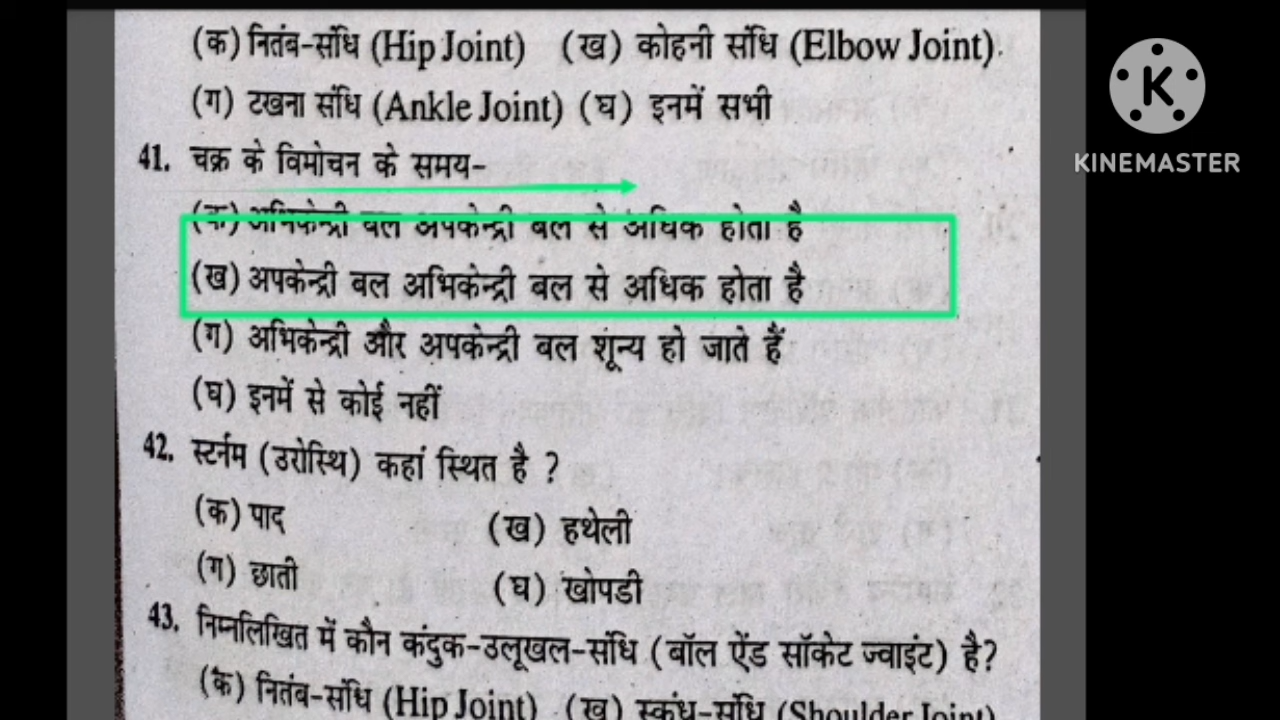 (क) नितंब-संधि (Hip Joint) (ख) कोहनी संधि (Elbow Joint)
(ग) टखना संधि (Ankle Joint) (घ) इनमें सभी
41. चक्र के विमोचन के समय-
(क) अभिकेन्द्री बल अपकेन्द्री बल से अधिक होता है
(ख) अपकेन्द्री बल अभिकेन्द्री बल से अधिक होता है
(ग) अभिकेन्द्री और अपकेन्द्री बल शून्य हो जाते हैं
(घ) इनमें से कोई नहीं
42. स्टर्नम (उरोस्थि) कहां स्थित है ?
(क) पाद (ख) हथेली
(ग) छाती (घ) खोपडी
43. निम्नलिखित में कौन कंदुक-उलूखल-संधि (बॉल ऐंड सॉकेट ज्वाइंट) है?
(क) नितंब-संधि (Hip Joint) (ख) स्कंध-संधि (Shoulder Joint)
K
KINEMASTER